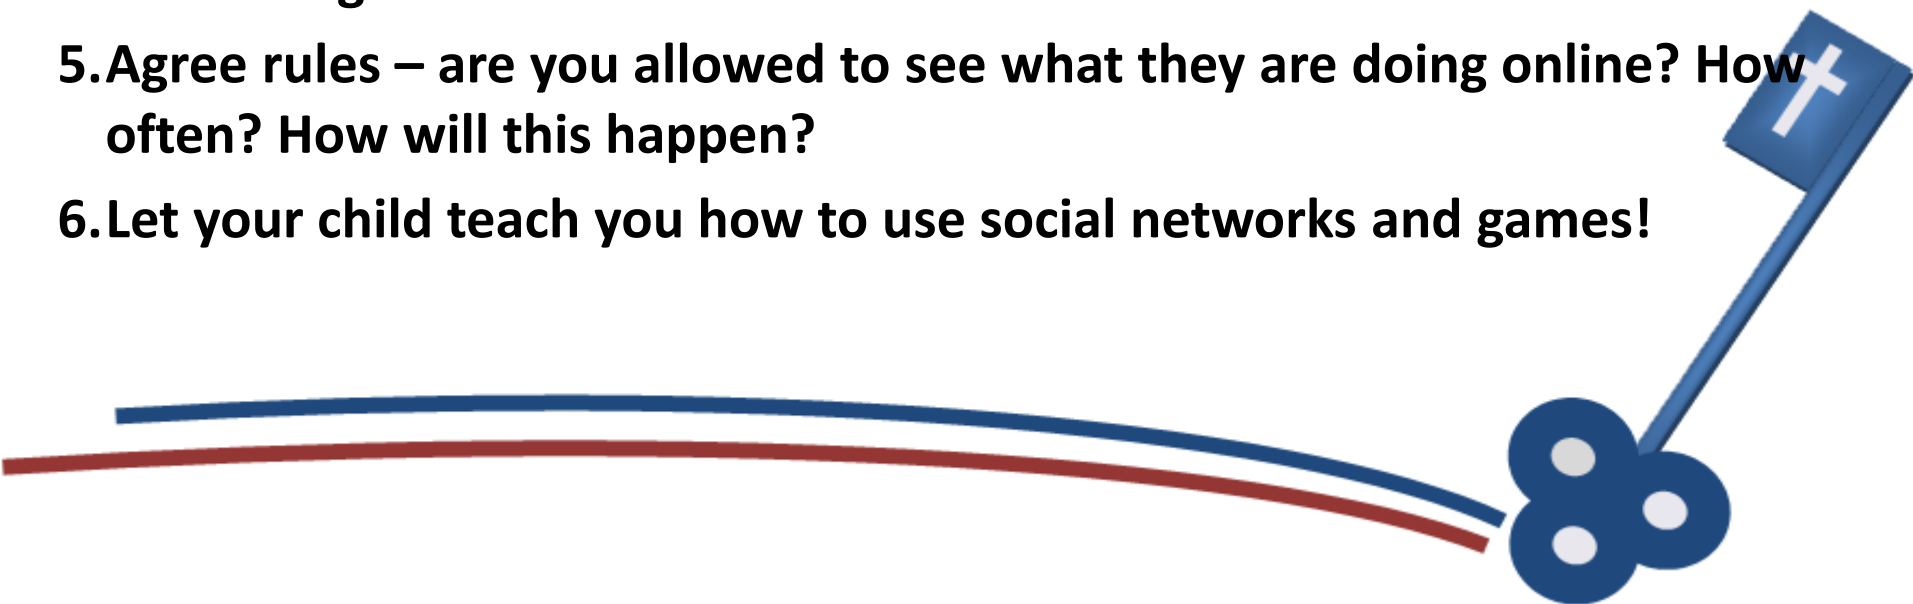 5.Agree rules – are you allowed to see what they are doing online? How
often? How will this happen?
6.Let your child teach you how to use social networks and games!